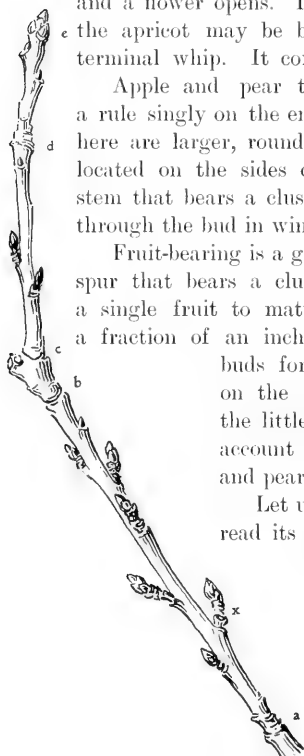 and a flower opens.
e the apricot may be b
terminal whip. It con
Apple and pear t
a rule singly on the en
d here are larger, round
located on the sides
stem that bears a clus
through the bud in win
Fruit-bearing is a g
spur that bears a clu
a single fruit to mat
c a fraction of an inch
buds for
b on the
the little
account
and pear
Let u
read its
x
a